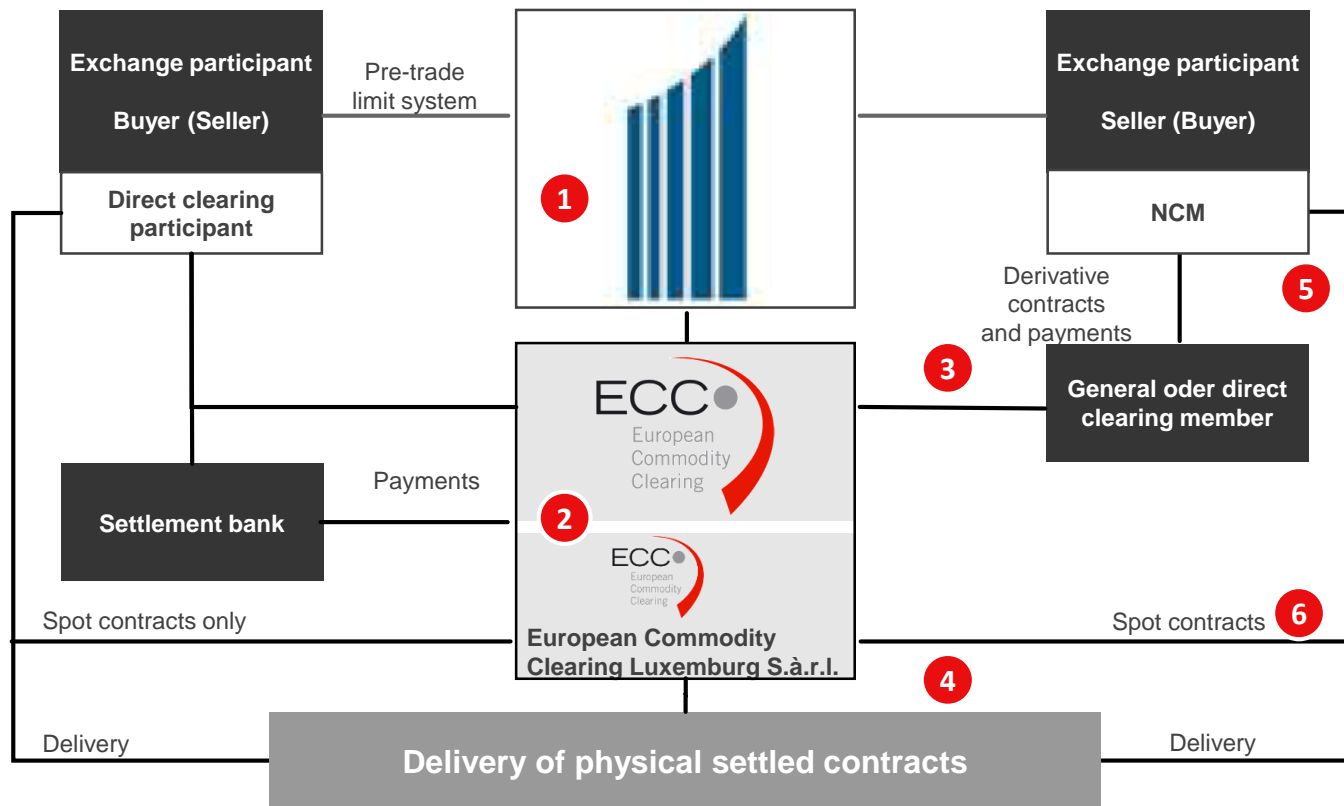 Exchange participant
Buyer (Seller)
Direct clearing
participant
Pre-trade
limit system
1
Exchange participant
Seller (Buyer)
NCM
Derivative
contracts
and payments
5
3
General oder direct
clearing member
ECC
European
Commodity
Clearing
Payments
Settlement bank
2
ECC
European
Commodity
Clearing
European Commodity
Clearing Luxemburg S.à.r.l.
Spot contracts only
Spot contracts
6
4
Delivery
Delivery of physical settled contracts
Delivery